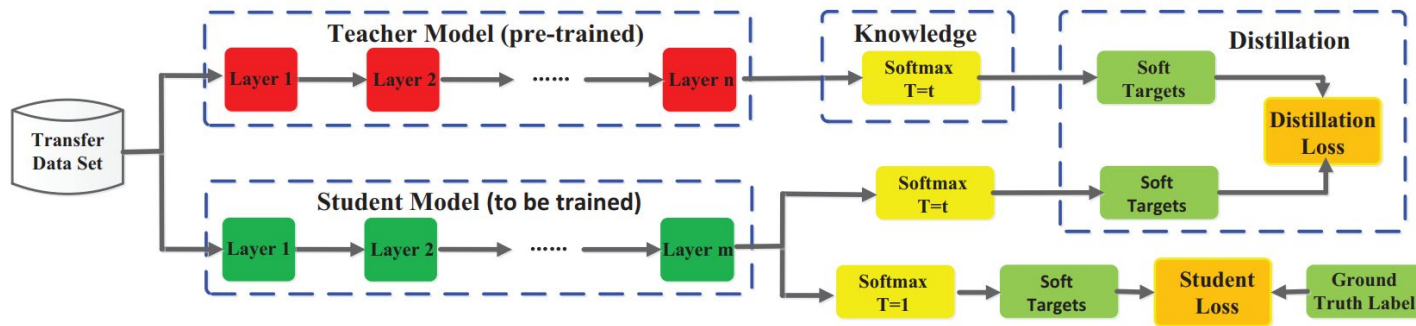 Teacher Model (pre-trained)
Layer 1
Layer 2
......
Layer n
Knowledge
Softmax
T=t
Distillation
Soft
Targets
Distillation
Loss
Transfer
Data Set
Student Model (to be trained)
Layer 1
Layer 2
......
Layer m
Softmax
T=t
Soft
Targets
Softmax
T=1
Soft
Targets
Student
Loss
Ground
Truth Label